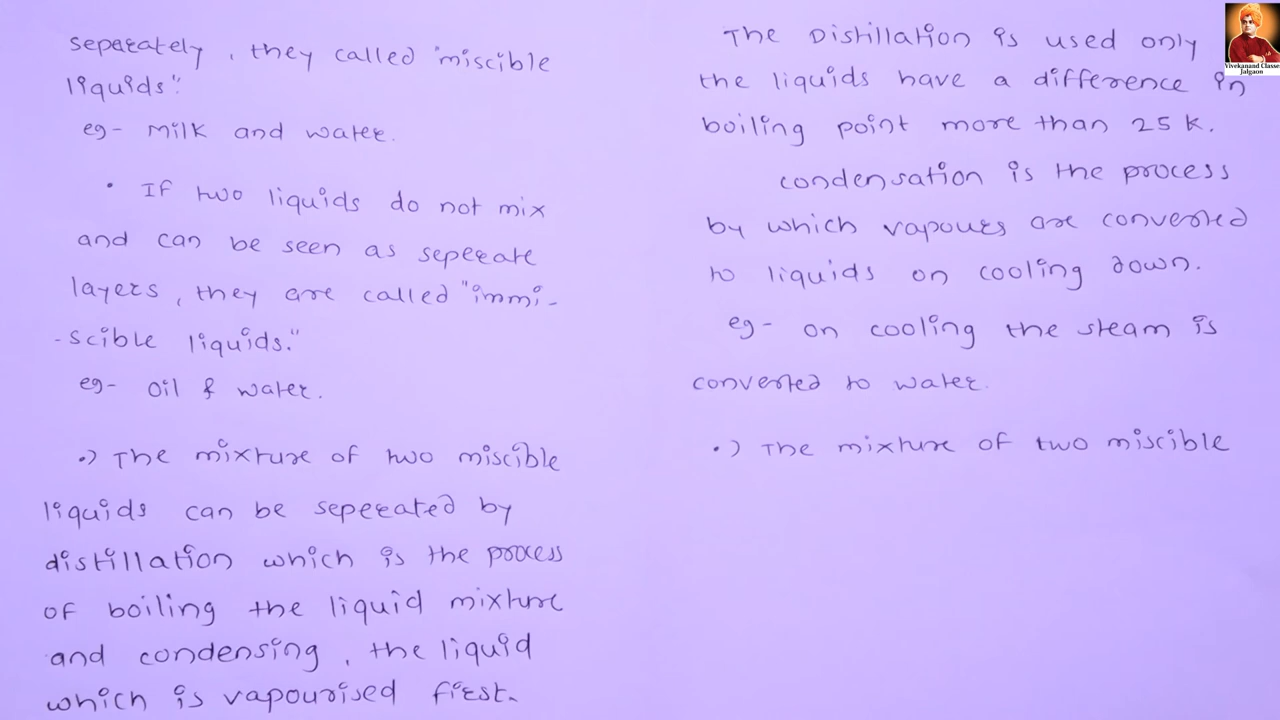 seperately , they called "miscible
liquids".
eg- Milk and water.
• If two liquids do not mix
and can be seen as seperate
layers, they are called "immi-
-scible liquids."
eg- Oil & water.
•) The mixture of two miscible
liquids can be seperated by
distillation which is the process
of boiling the liquid mixture
and condensing , the liquid
which is vapourised first.
The Distillation is used only
the liquids have a difference in
boiling point more than 25 K.
condensation is the process
by which vapours are converted
to liquids on cooling down.
eg- on cooling the steam is
converted to water.
•) The mixture of two miscible
Vivekanand Classes
Jalgaon